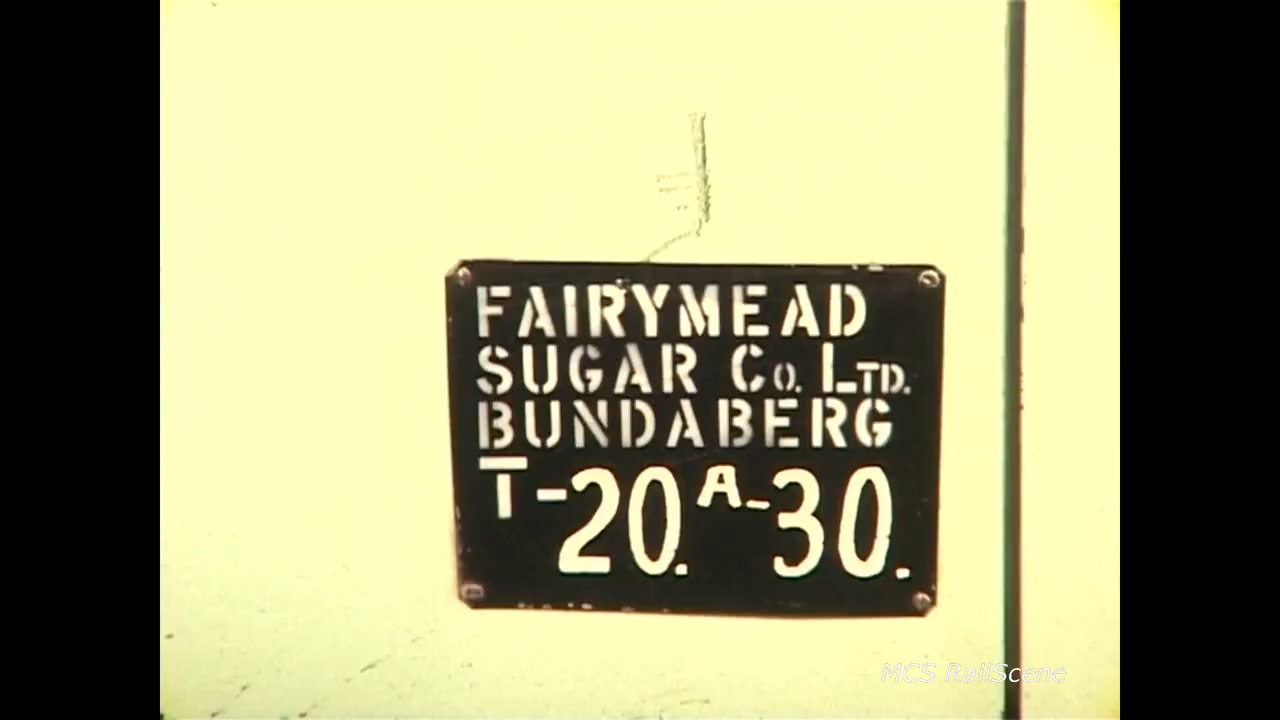 FAIRYMEAD
SUGAR Co. LTD.
BUNDABERG
T-20. A-30.
MCS RailScene